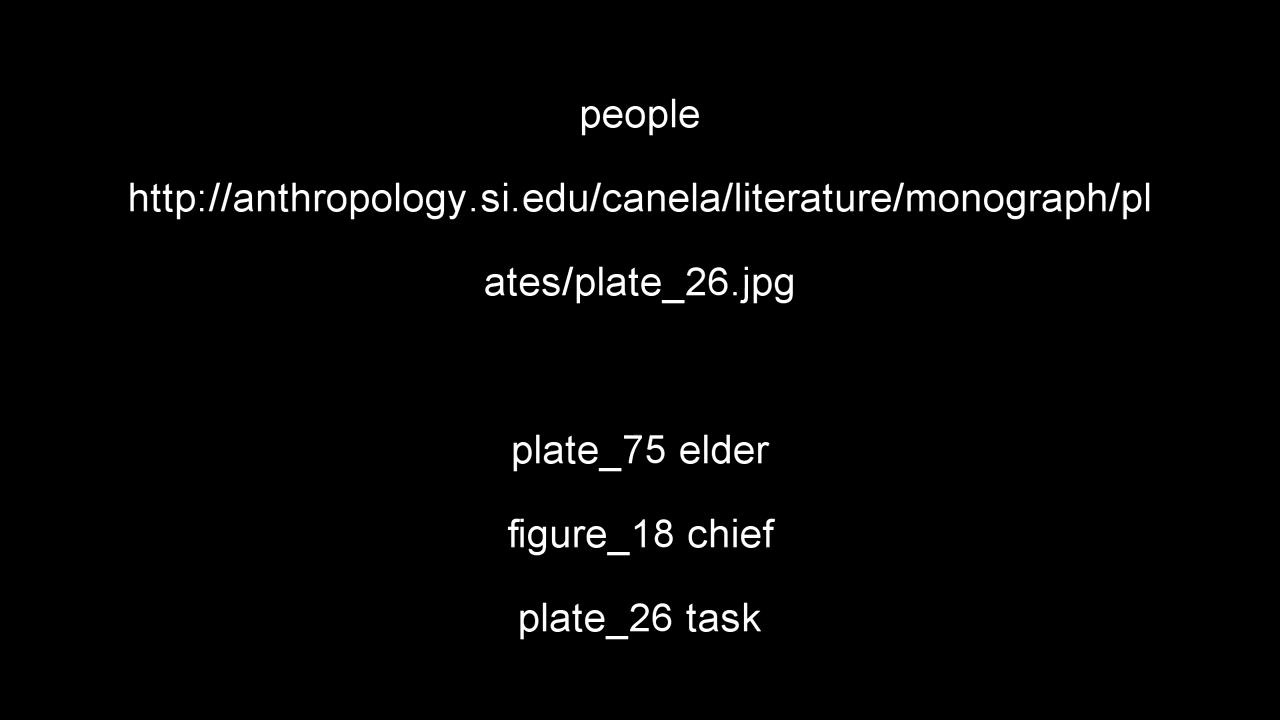 people
http://anthropology.si.edu/canela/literature/monograph/pl
ates/plate_26.jpg
plate_75 elder
figure_18 chief
plate_26 task